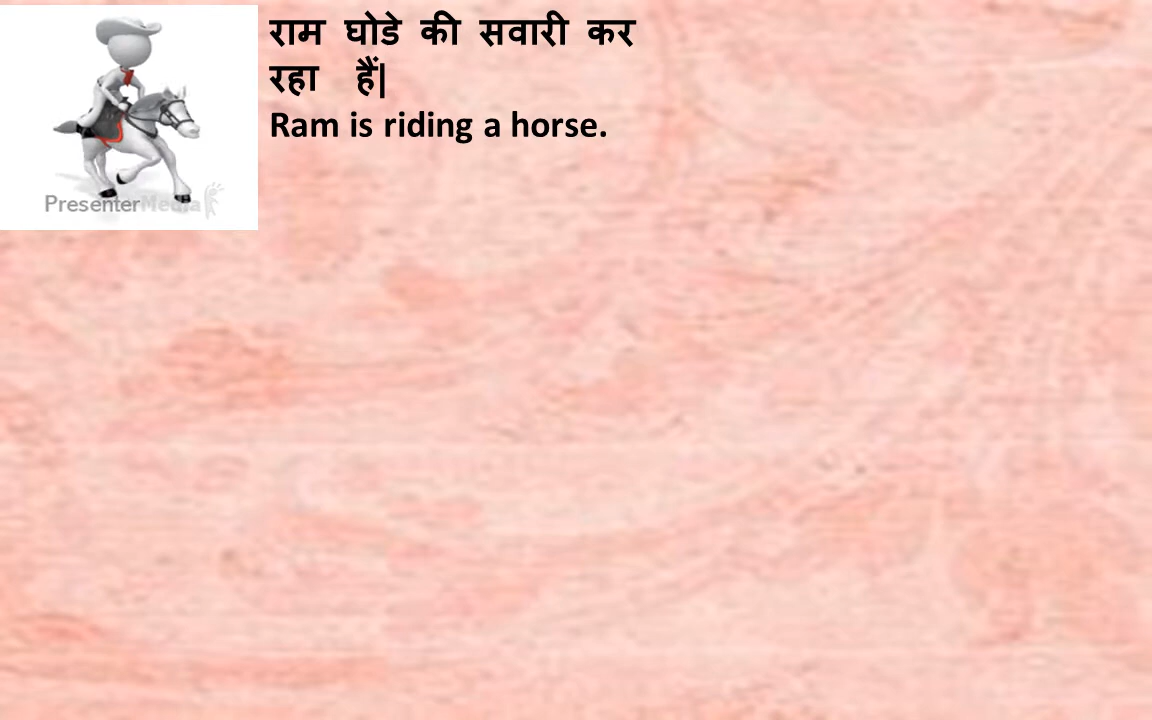 राम घोडे की सवारी कर
रहा हैं|
Ram is riding a horse.
PresenterMedia